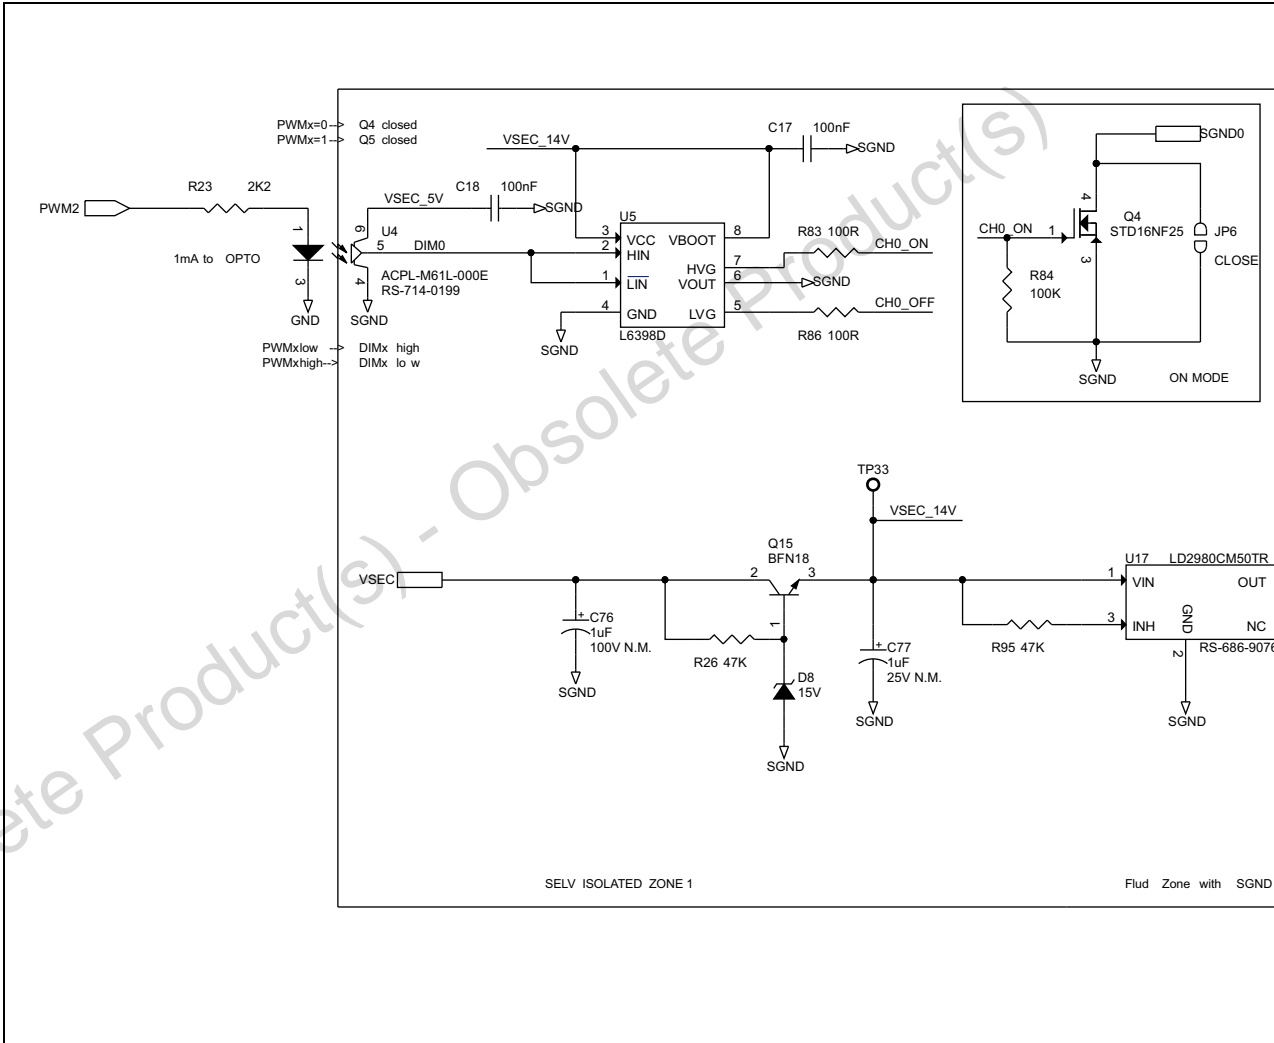 PWMx=0--> Q4 closed
PWMx=1--> Q5 closed
VSEC_14V
C17 100nF
SGND
SGND0
R23 2K2
PWM2
VSEC_5V
C18 100nF
SGND
1
6
U4
5
DIM0
1mA to OPTO
ACPL-M61L-000E
RS-714-0199
3
4
GND
SGND
U5
3 VCC VBOOT 8
2 HIN
HVG 7
1 LIN VOUT 6
4 GND LVG 5
L6398D
SGND
R83 100R
CH0_ON
SGND
CH0_OFF
R86 100R
4
Q4
STD16NF25
CH0_ON
1
JP6
CLOSE
3
R84
100K
SGND
ON MODE
PWMxlow --> DIMx high
PWMxhigh--> DIMx lo w
TP33
VSEC_14V
Q15
BFN18
VSEC
2
3
1
U17 LD2980CM50TR
1 VIN OUT
3 INH GND NC
2
RS-686-9076
SGND
+ C76
1uF
100V N.M.
SGND
R26 47K
D8
15V
SGND
+ C77
1uF
25V N.M.
SGND
R95 47K
SELV ISOLATED ZONE 1
Flud Zone with SGND
ete Product(s) - Obsolete Product(s)